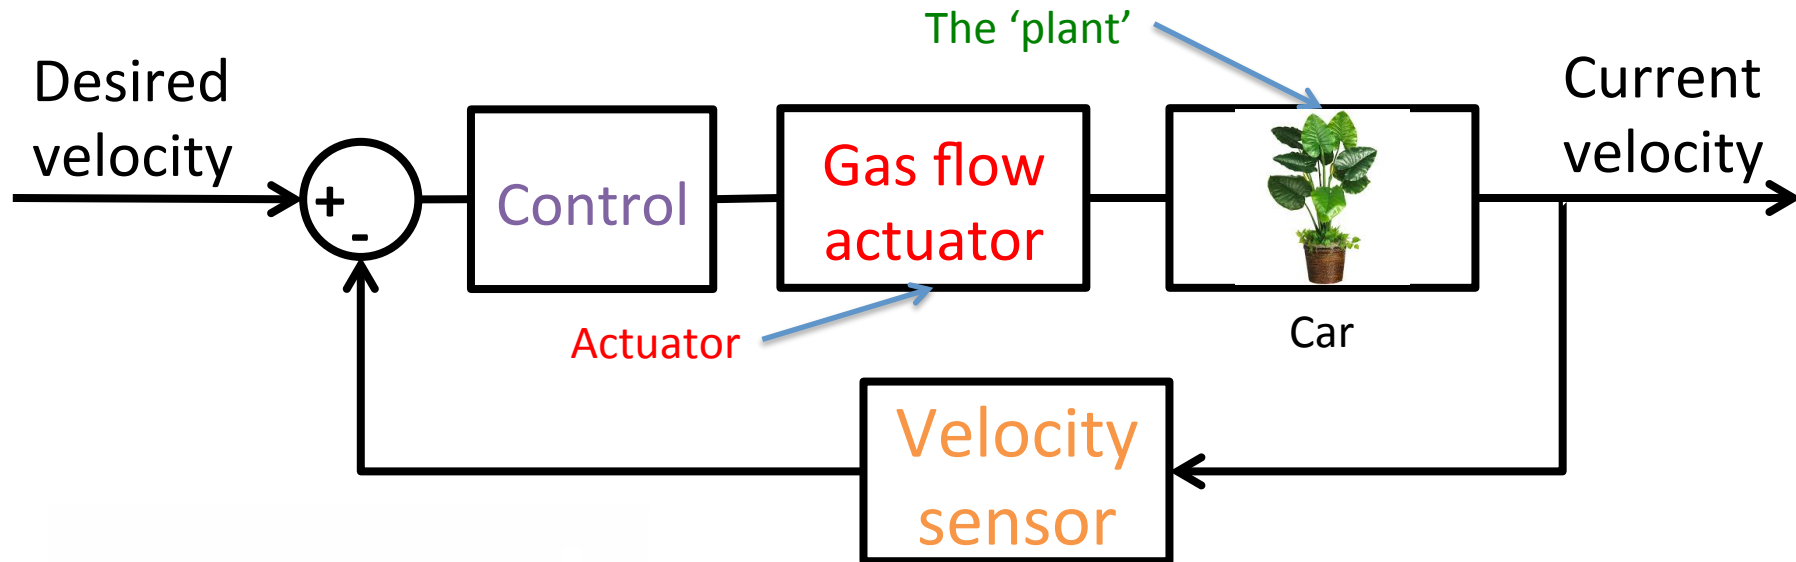 The ‘plant’
Desired
velocity
Current
velocity
+
-
Control
Gas flow
actuator
Actuator
Car
Velocity
sensor